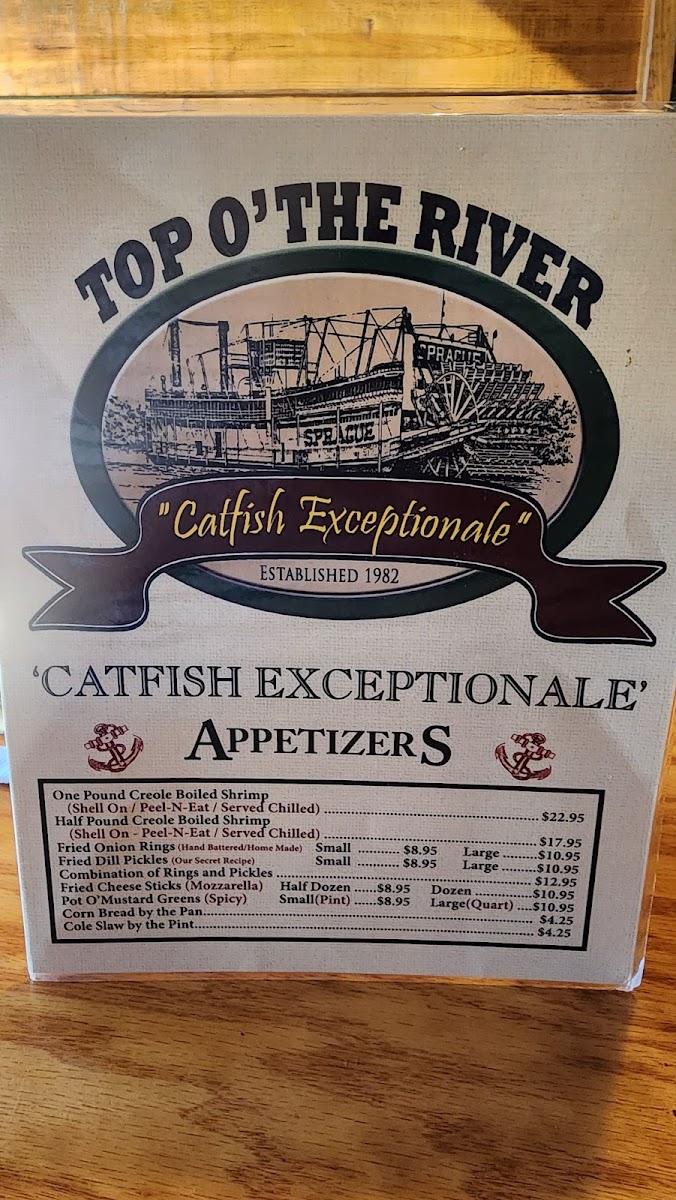 TOP O' THE RIVER
SPRAGUE
SPRAGUE
"Catfish Exceptionale"
ESTABLISHED 1982
'CATFISH EXCEPTIONALE'
APPETIZERS
One Pound Creole Boiled Shrimp
(Shell On / Peel-N-Eat / Served Chilled) ........ $22.95
Half Pound Creole Boiled Shrimp
(Shell On - Peel-N-Eat / Served Chilled) ........ $17.95
Fried Onion Rings (Hand Battered/Home Made) Small ........ $8.95 Large ........ $10.95
Fried Dill Pickles (Our Secret Recipe) Small ........ $8.95 Large ........ $10.95
Combination of Rings and Pickles ........ $12.95
Fried Cheese Sticks (Mozzarella) Half Dozen ........ $8.95 Dozen ........ $10.95
Pot O'Mustard Greens (Spicy) Small(Pint) ........ $8.95 Large(Quart) ........ $10.95
Corn Bread by the Pan ........ $4.25
Cole Slaw by the Pint ........ $4.25